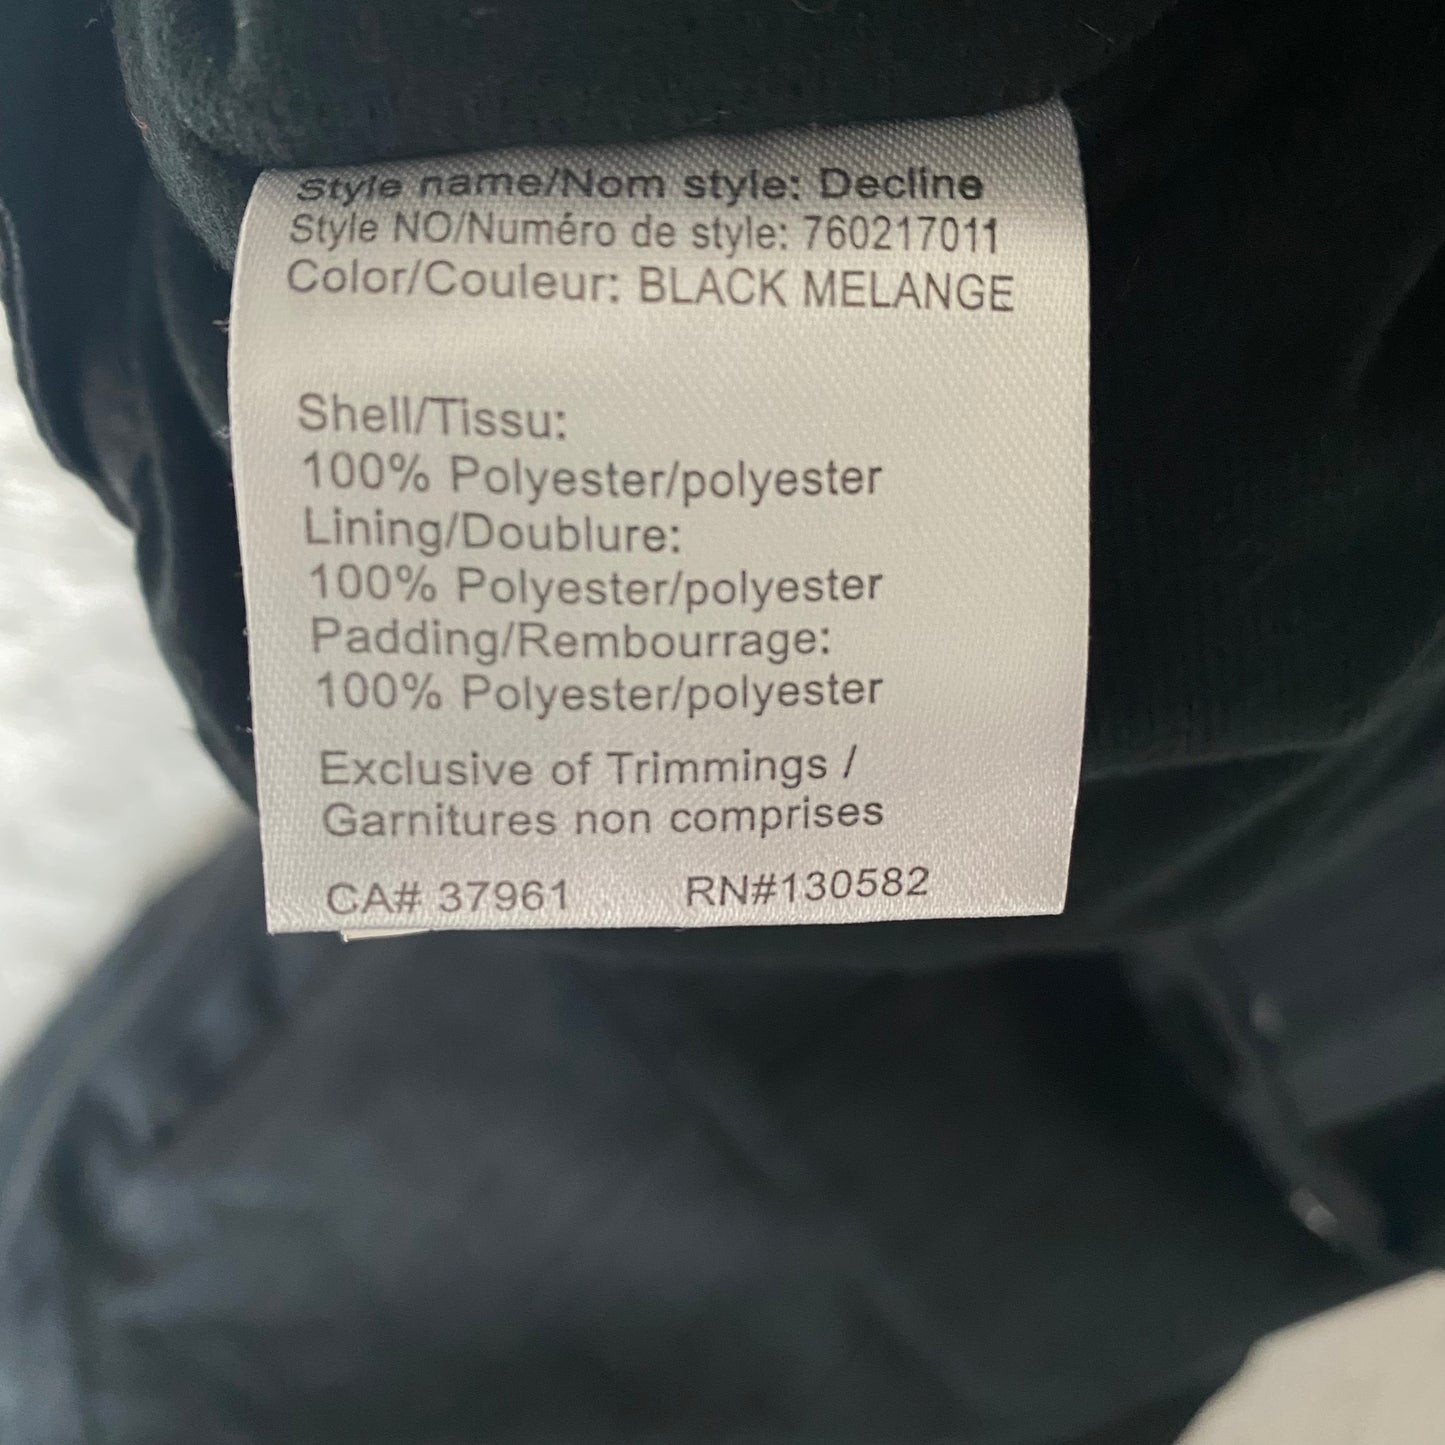 Style name/Nom style: Decline
Style NO/Numéro de style: 760217011
Color/Couleur: BLACK MELANGE
Shell/Tissu:
100% Polyester/polyester
Lining/Doublure:
100% Polyester/polyester
Padding/Rembourrage:
100% Polyester/polyester
Exclusive of Trimmings /
Garnitures non comprises
CA# 37961 RN#130582